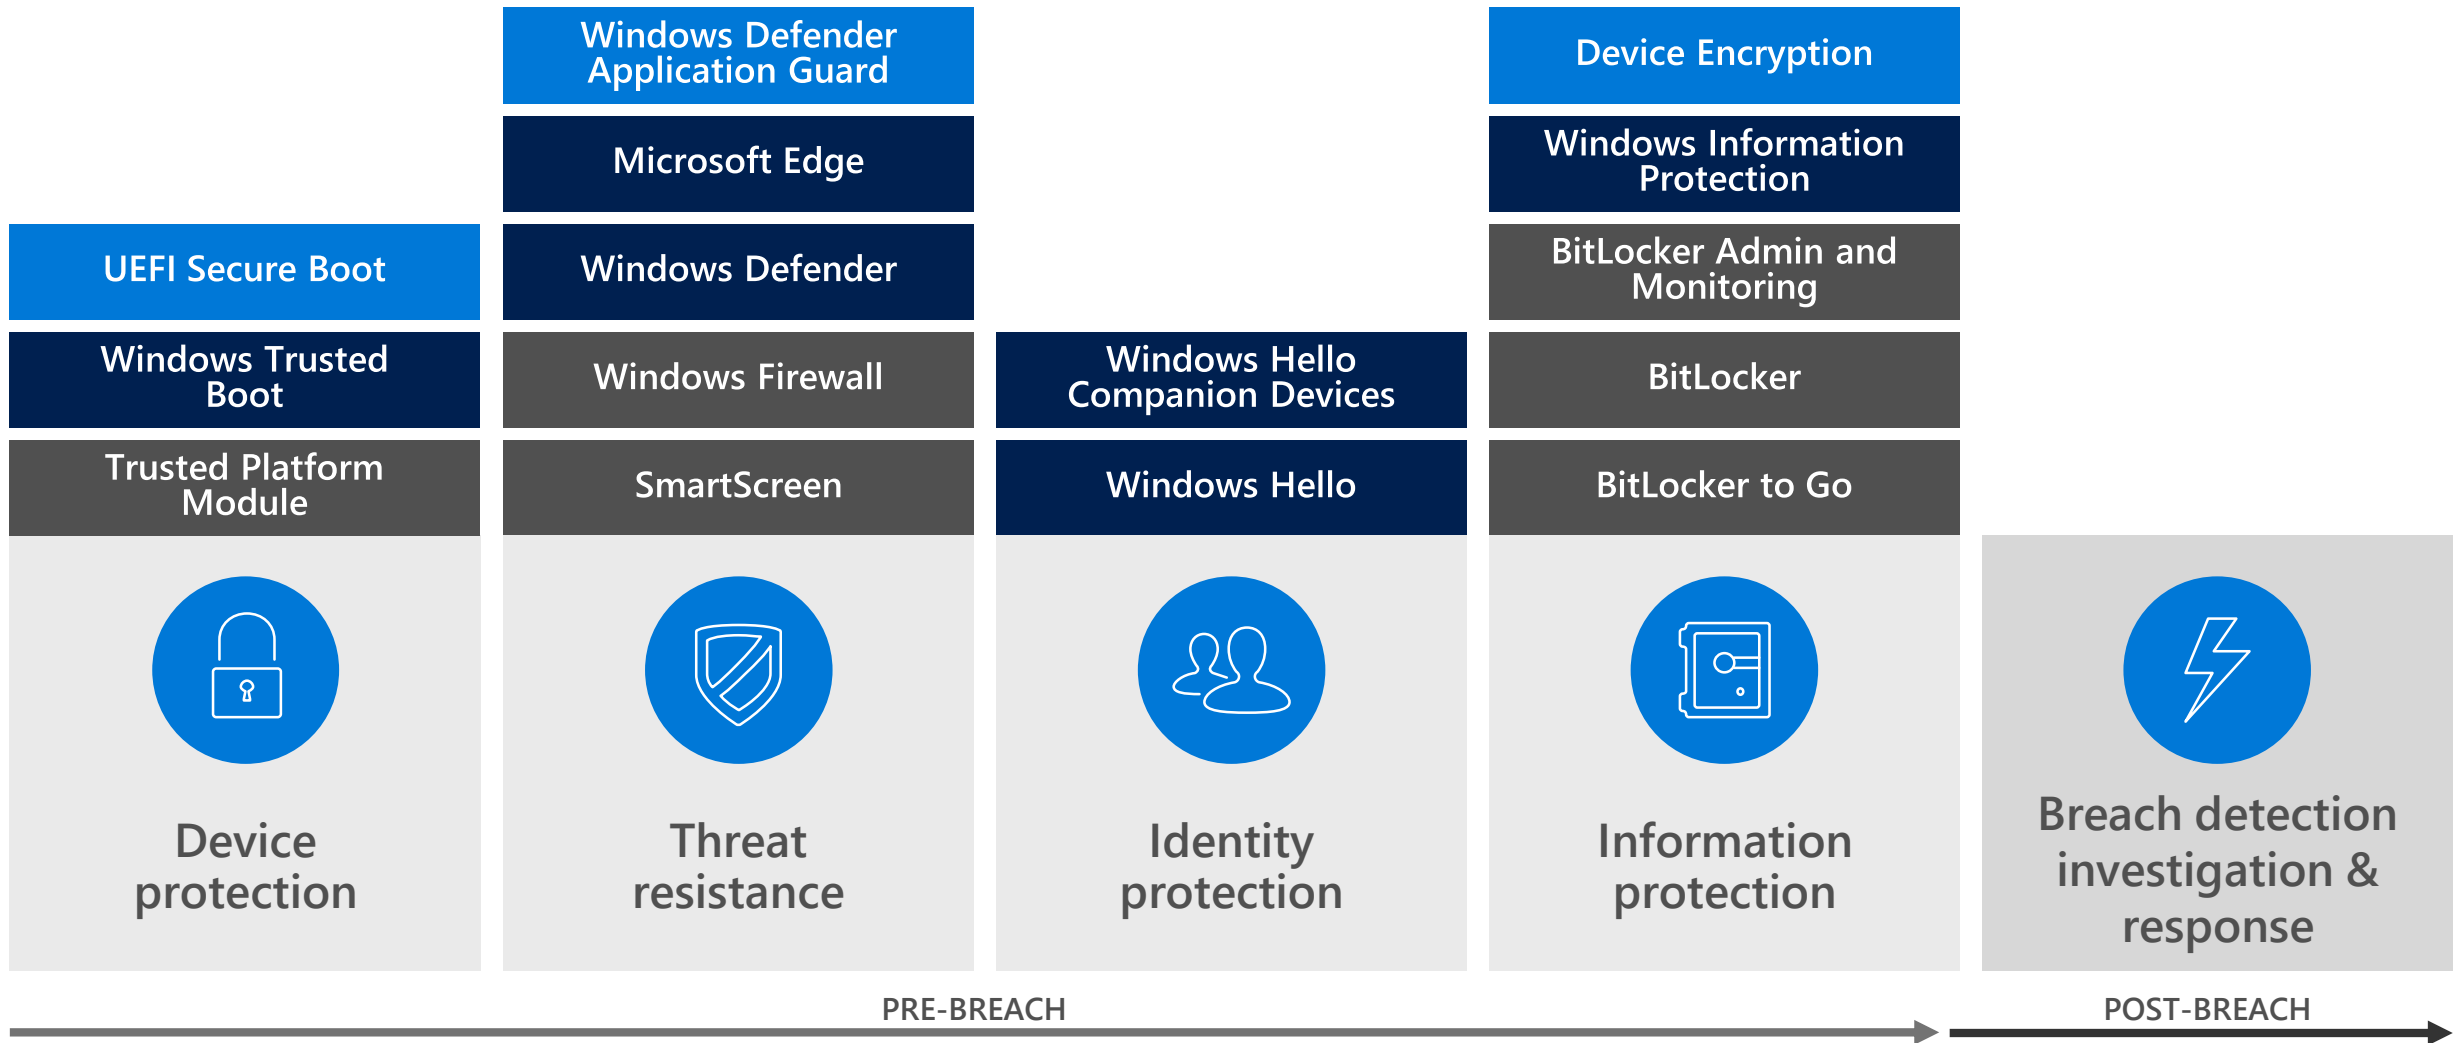 UEFI Secure Boot
Windows Trusted
Boot
Trusted Platform
Module
Device
protection
Windows Defender
Application Guard
Microsoft Edge
Windows Defender
Windows Firewall
SmartScreen
Threat
resistance
Windows Hello
Companion Devices
Windows Hello
Identity
protection
Device Encryption
Windows Information
Protection
BitLocker Admin and
Monitoring
BitLocker
BitLocker to Go
Information
protection
Breach detection
investigation &
response
PRE-BREACH
POST-BREACH